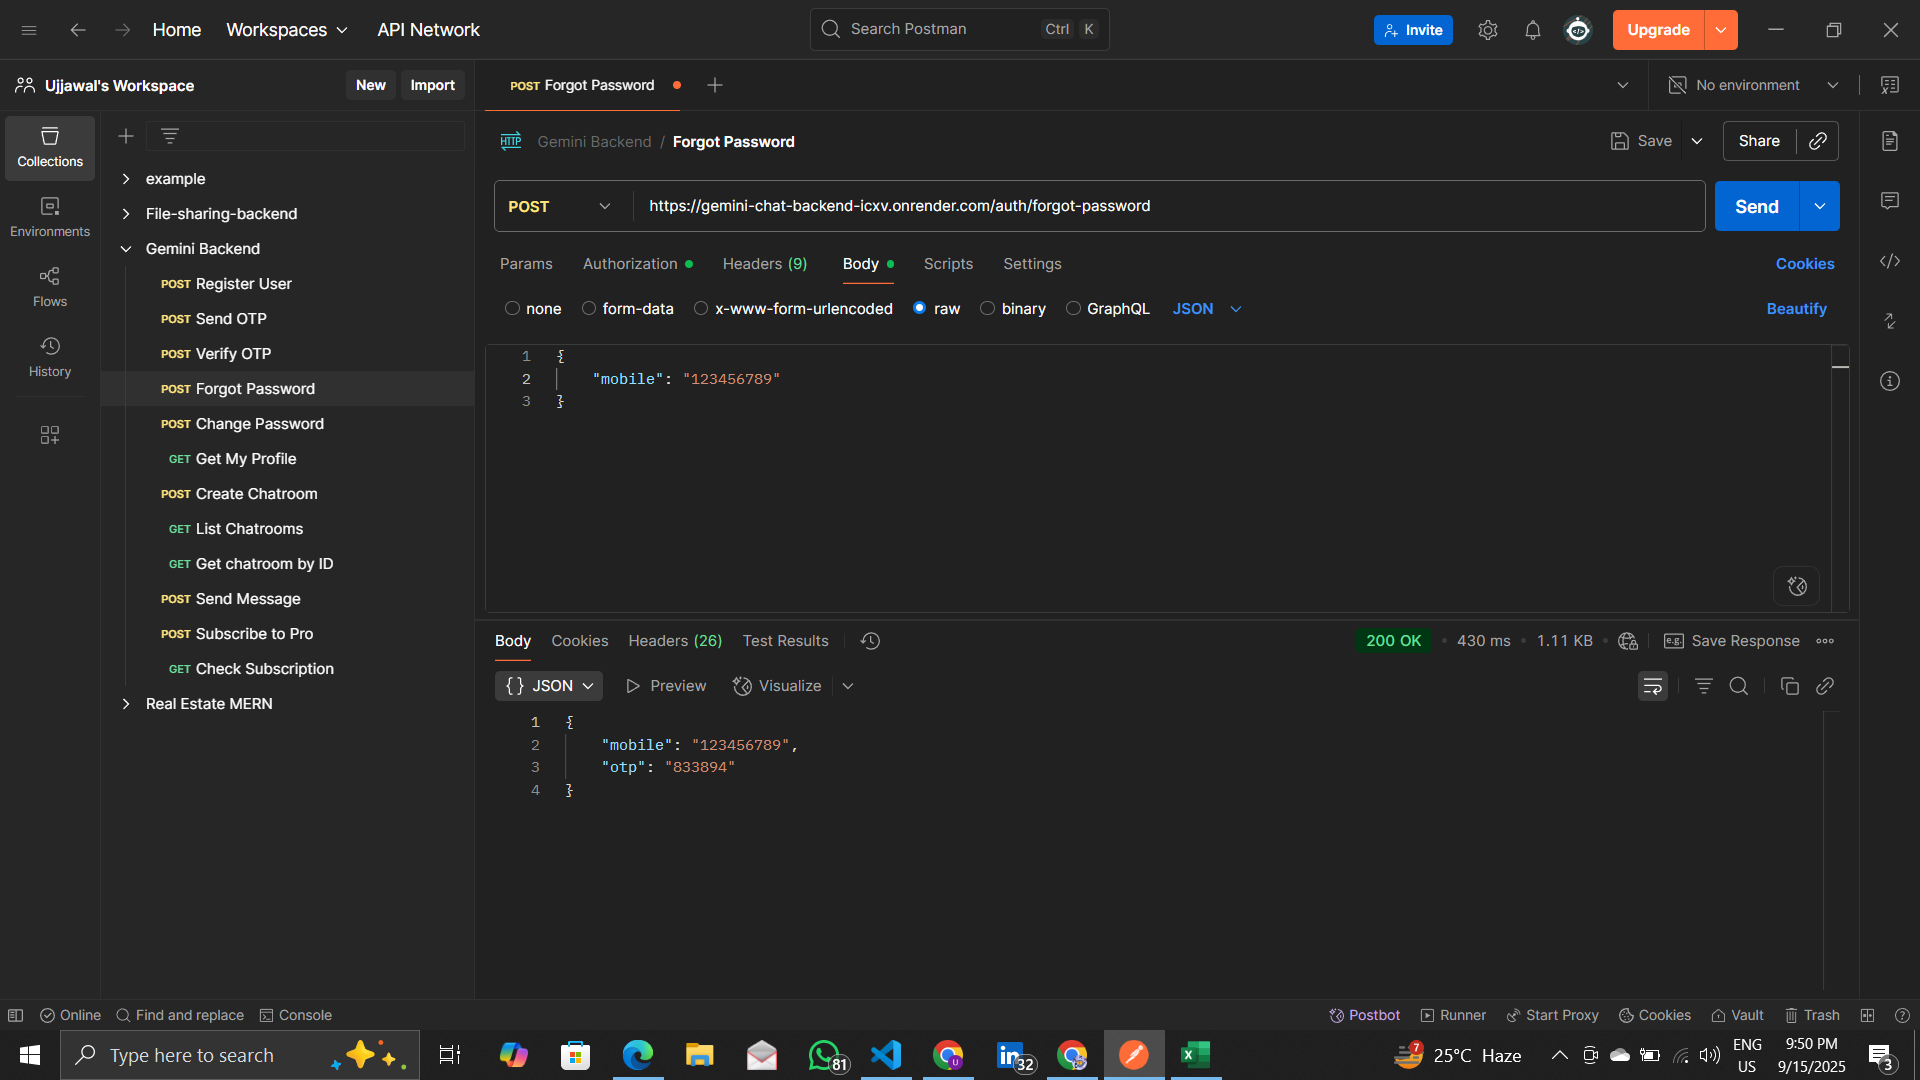 Home Workspaces API Network Search Postman Ctrl K Invite Upgrade
Ujjawal's Workspace New Import POST Forgot Password No environment
Collections
Environments
Flows
History
example
File-sharing-backend
Gemini Backend
POST Register User
POST Send OTP
POST Verify OTP
POST Forgot Password
POST Change Password
GET Get My Profile
POST Create Chatroom
GET List Chatrooms
GET Get chatroom by ID
POST Send Message
POST Subscribe to Pro
GET Check Subscription
Real Estate MERN
HTTP Gemini Backend / Forgot Password Save Share
POST https://gemini-chat-backend-icxv.onrender.com/auth/forgot-password Send
Params Authorization Headers (9) Body Scripts Settings Cookies
none form-data x-www-form-urlencoded raw binary GraphQL JSON Beautify
1 {
2 "mobile": "123456789"
3 }
Body Cookies Headers (26) Test Results 200 OK • 430 ms • 1.11 KB • e.g. Save Response
{} JSON Preview Visualize
1 {
2 "mobile": "123456789",
3 "otp": "833894"
4 }
Online Find and replace Console Postbot Runner Start Proxy Cookies Vault Trash
Type here to search 81 32 7 25°C Haze ENG US 9:50 PM 9/15/2025 3